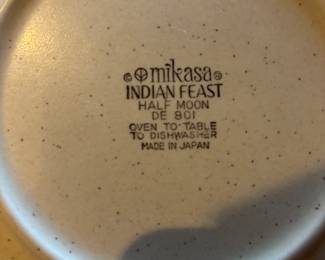 © mikasa®
INDIAN FEAST
HALF MOON
DE 801
OVEN TO TABLE
TO DISHWASHER
MADE IN JAPAN